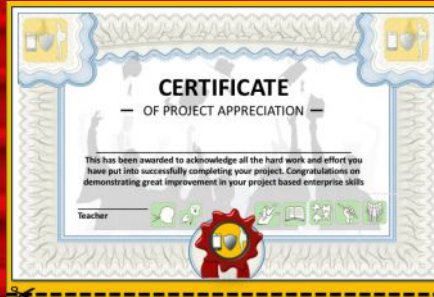 CERTIFICATE
OF PROJECT APPRECIATION
This has been awarded to acknowledge all the hard work and effort you
have put into successfully completing your project. Congratulations on
demonstrating great improvement in your project based enterprise skills
Teacher